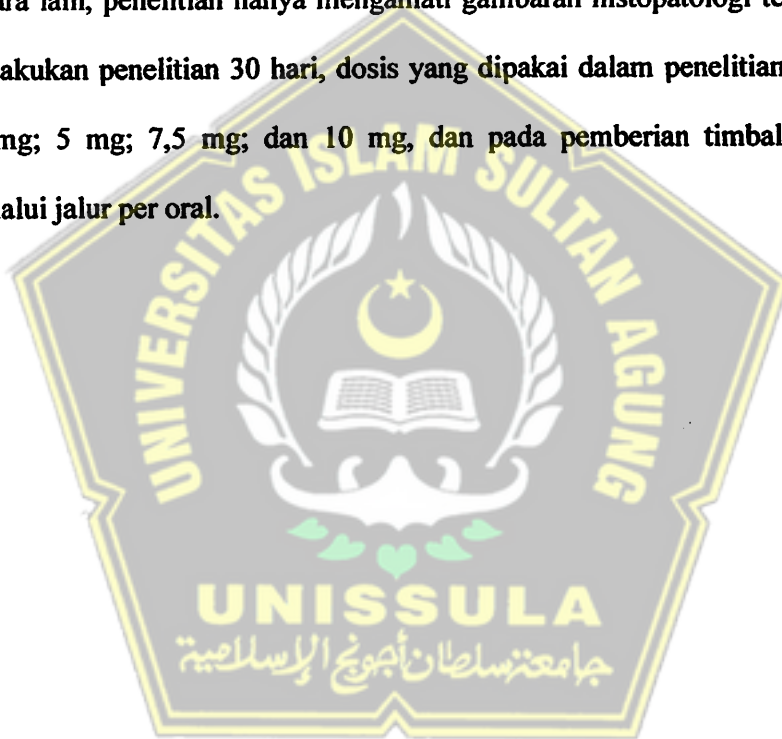 ara lain, penelitian hanya mengamati gambaran histopatologi te
akukan penelitian 30 hari, dosis yang dipakai dalam penelitian
mg; 5 mg; 7,5 mg; dan 10 mg, dan pada pemberian timbal
alui jalur per oral.
UNIVERSITAS ISLAM SULTAN AGUNG
UNISSULA
جامعتنسلطان أجونج الإسلامية